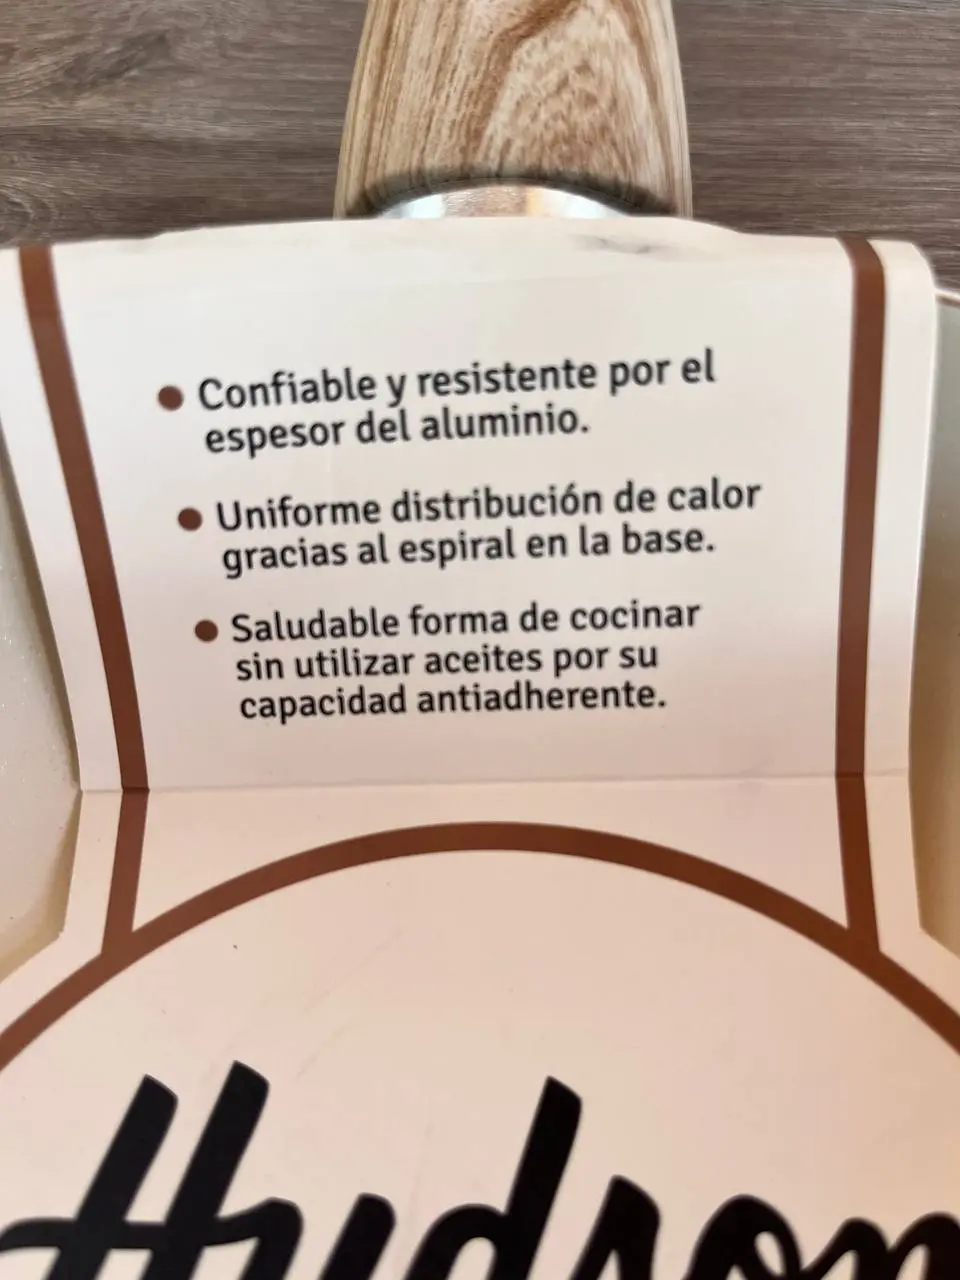 Confiable y resistente por el
espesor del aluminio.
Uniforme distribución de calor
gracias al espiral en la base.
Saludable forma de cocinar
sin utilizar aceites por su
capacidad antiadherente.